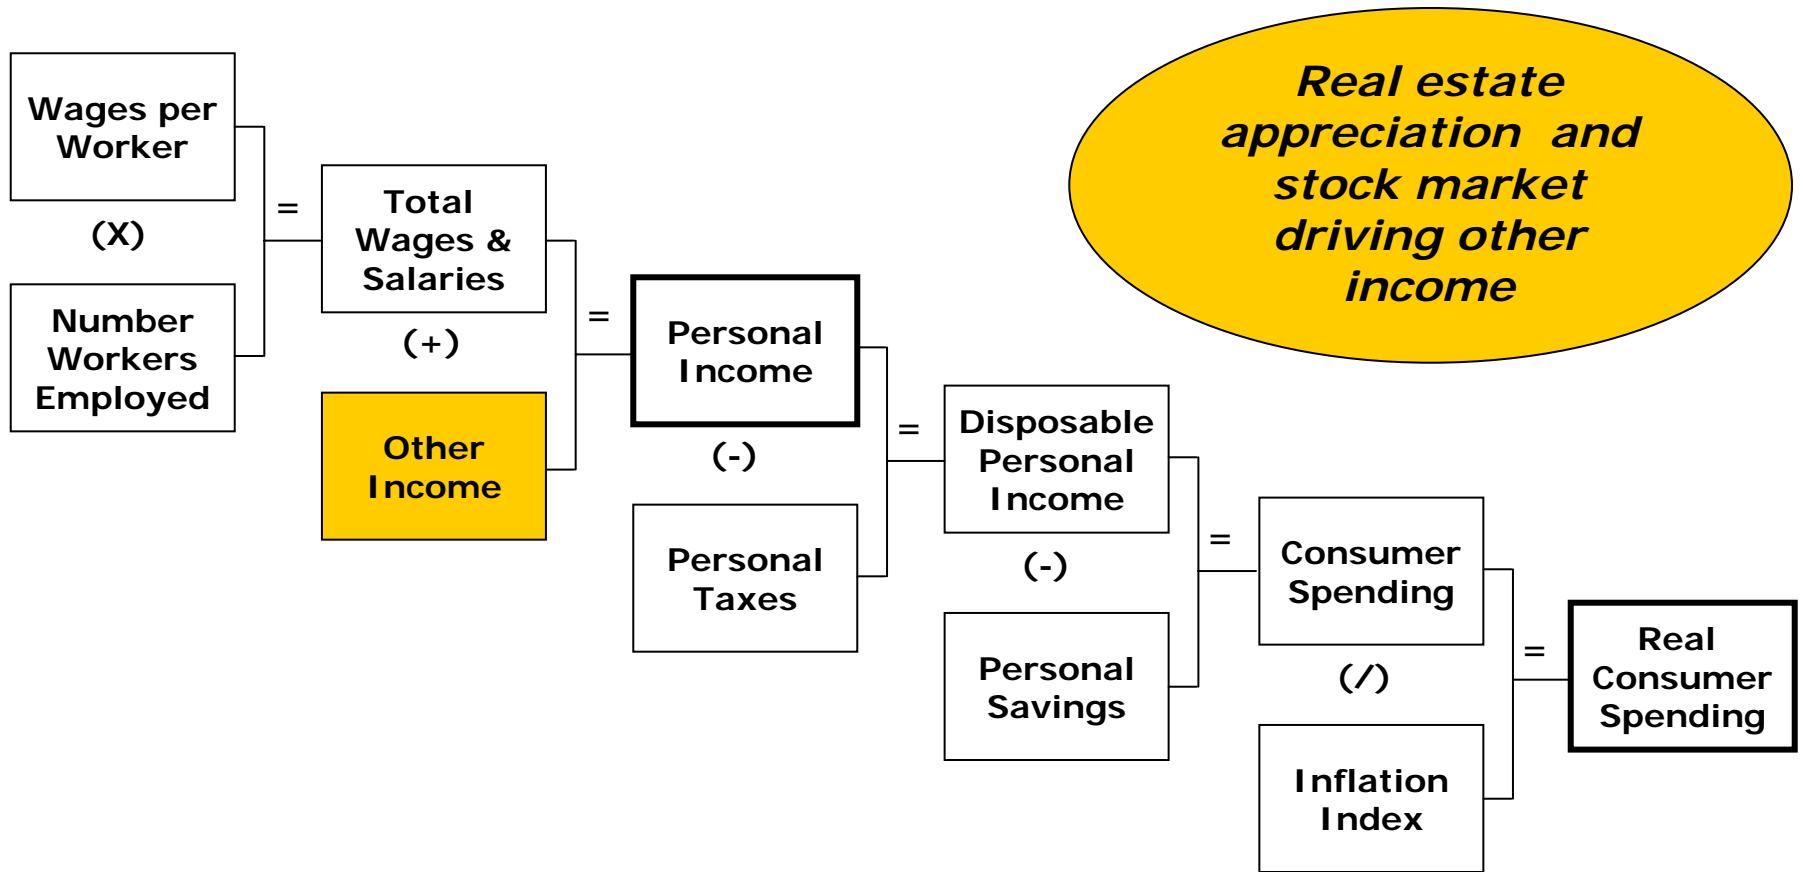 Wages per
Worker
(X)
Number
Workers
Employed
=
Total
Wages &
Salaries
(+)
Other
Income
=
Personal
Income
(-)
Personal
Taxes
=
Disposable
Personal
Income
(-)
Personal
Savings
=
Consumer
Spending
(/)
Inflation
Index
=
Real
Consumer
Spending
Real estate
appreciation and
stock market
driving other
income